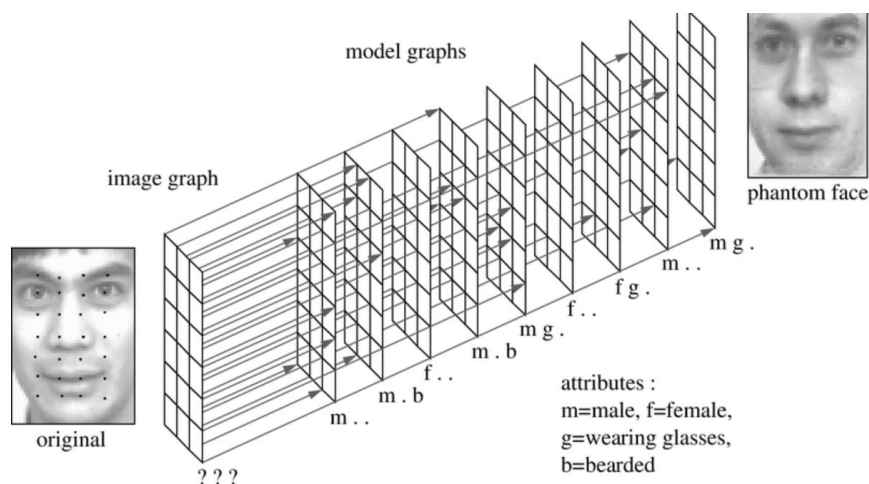 model graphs
image graph
phantom face
original
? ? ?
m . .
m . b
f . .
m . b
m g .
f . .
f g .
m . .
m g .
attributes :
m=male, f=female,
g=wearing glasses,
b=bearded